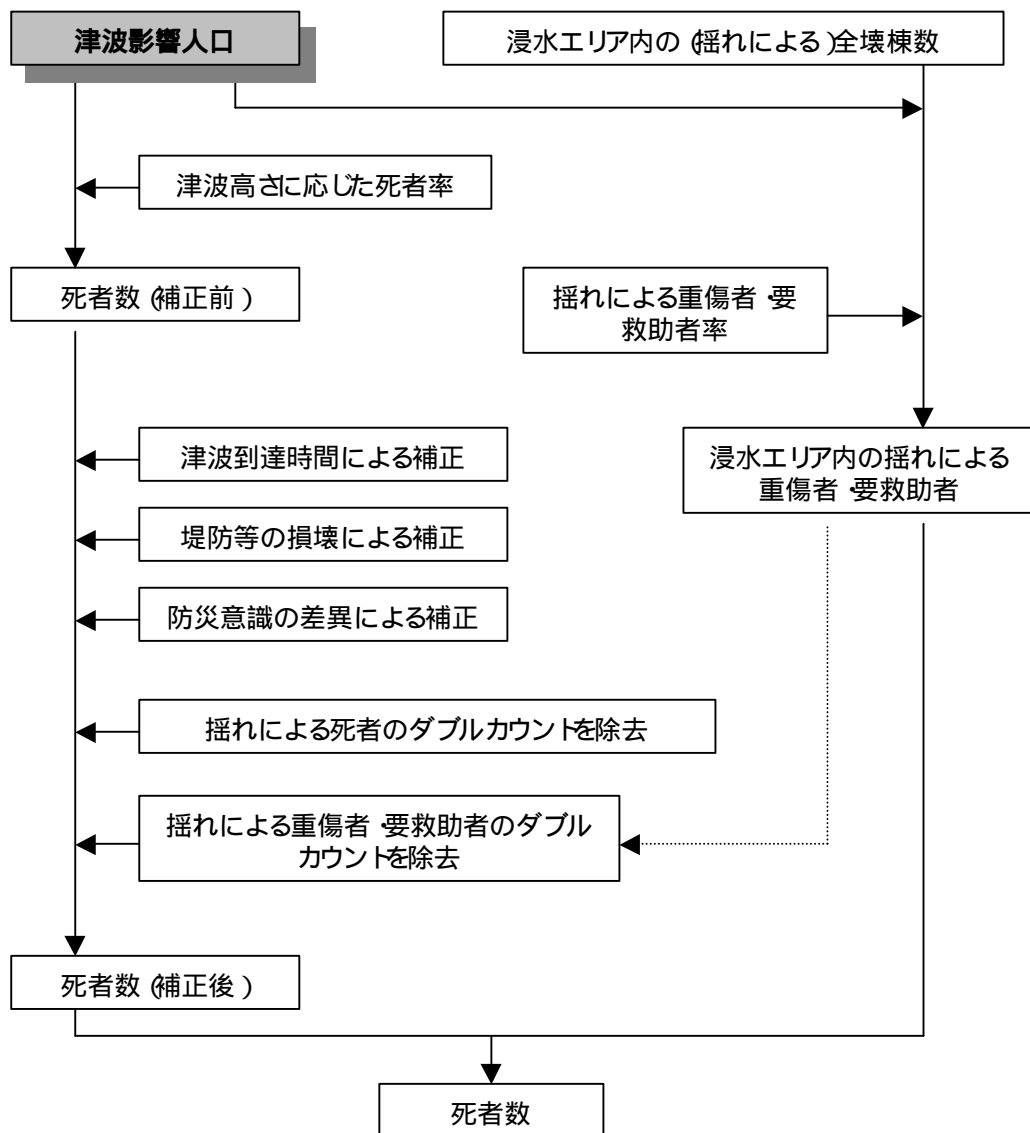 津波影響人口
浸水エリア内の(揺れによる)全壊棟数
津波高さに応じた死者率
死者数(補正前)
揺れによる重傷者・要
救助者率
津波到達時間による補正
浸水エリア内の揺れによる
重傷者・要救助者
堤防等の損壊による補正
防災意識の差異による補正
揺れによる死者のダブルカウントを除去
揺れによる重傷者・要救助者のダブル
カウントを除去
死者数(補正後)
死者数